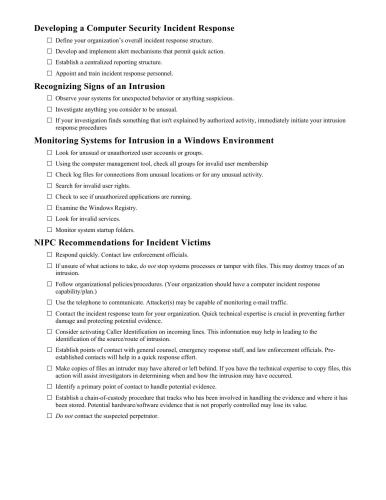 Developing a Computer Security Incident Response
☐ Define your organization's overall incident response structure.
☐ Develop and implement alert mechanisms that permit quick action.
☐ Establish a centralized reporting structure.
☐ Appoint and train incident response personnel.
Recognizing Signs of an Intrusion
☐ Observe your systems for unexpected behavior or anything suspicious.
☐ Investigate anything you consider to be unusual.
☐ If your investigation finds something that isn't explained by authorized activity, immediately initiate your intrusion
response procedures
Monitoring Systems for Intrusion in a Windows Environment
☐ Look for unusual or unauthorized user accounts or groups.
☐ Using the computer management tool, check all groups for invalid user membership
☐ Check log files for connections from unusual locations or for any unusual activity.
☐ Search for invalid user rights.
☐ Check to see if unauthorized applications are running.
☐ Examine the Windows Registry.
☐ Look for invalid services.
☐ Monitor system startup folders.
NIPC Recommendations for Incident Victims
☐ Respond quickly. Contact law enforcement officials.
☐ If unsure of what actions to take, do not stop systems processes or tamper with files. This may destroy traces of an
intrusion.
☐ Follow organizational policies/procedures. (Your organization should have a computer incident response
capability/plan.)
☐ Use the telephone to communicate. Attacker(s) may be capable of monitoring e-mail traffic.
☐ Contact the incident response team for your organization. Quick technical expertise is crucial in preventing further
damage and protecting potential evidence.
☐ Consider activating Caller Identification on incoming lines. This information may help in leading to the
identification of the source/route of intrusion.
☐ Establish points of contact with general counsel, emergency response staff, and law enforcement officials. Pre-
established contacts will help in a quick response effort.
☐ Make copies of files an intruder may have altered or left behind. If you have the technical expertise to copy files, this
action will assist investigators in determining when and how the intrusion may have occurred.
☐ Identify a primary point of contact to handle potential evidence.
☐ Establish a chain-of-custody procedure that tracks who has been involved in handling the evidence and where it has
been stored. Potential hardware/software evidence that is not properly controlled may lose its value.
☐ Do not contact the suspected perpetrator.